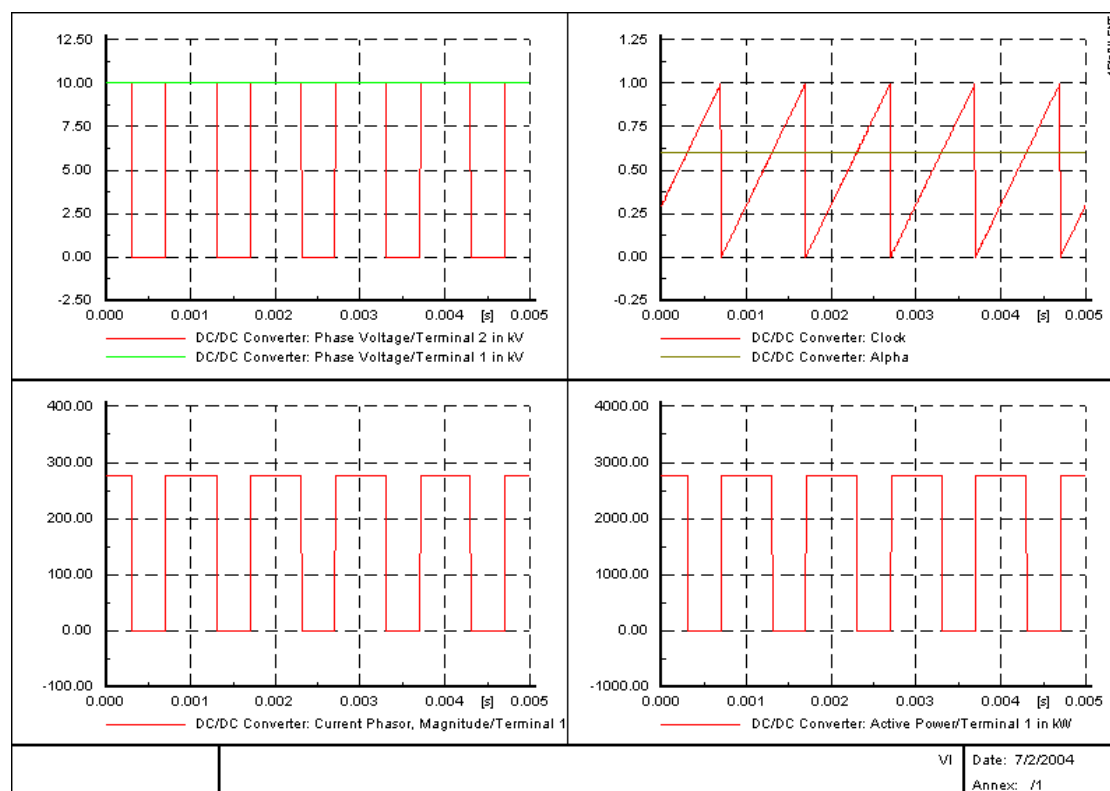 12.50
10.00
7.50
5.00
2.50
0.00
-2.50
0.000 0.001 0.002 0.003 0.004 [s] 0.005
DC/DC Converter: Phase Voltage/Terminal 2 in kV
DC/DC Converter: Phase Voltage/Terminal 1 in kV
1.25
1.00
0.75
0.50
0.25
0.00
-0.25
0.000 0.001 0.002 0.003 0.004 [s] 0.005
DC/DC Converter: Clock
DC/DC Converter: Alpha
400.00
300.00
200.00
100.00
0.00
-100.00
0.000 0.001 0.002 0.003 0.004 [s] 0.005
DC/DC Converter: Current Phasor, Magnitude/Terminal 1
4000.00
3000.00
2000.00
1000.00
0.00
-1000.00
0.000 0.001 0.002 0.003 0.004 [s] 0.005
DC/DC Converter: Active Power/Terminal 1 in kW
VI
Date: 7/2/2004
Annex: /1